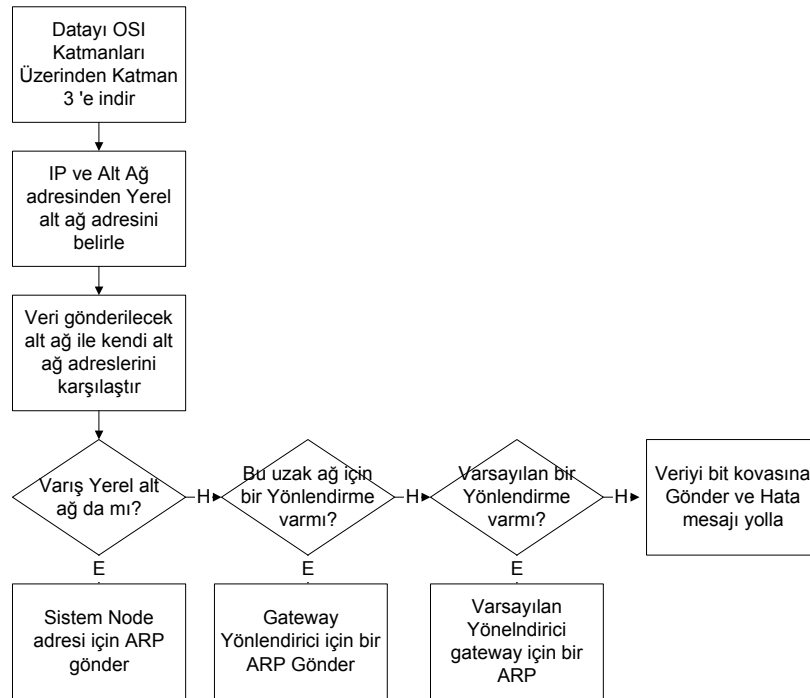 Datayı OSI
Katmanları
Üzerinden Katman
3 'e indir
IP ve Alt Ağ
adresinden Yerel
alt ağ adresini
belirle
Veri gönderilecek
alt ağ ile kendi alt
ağ adreslerini
karşılaştır
Varış Yerel alt
ağ da mı?
H
Bu uzak ağ için
bir Yönlendirme
varmı?
H
Varsayılan bir
Yönlendirme
varmı?
H
Veriyi bit kovasına
Gönder ve Hata
mesajı yolla
E
E
E
Sistem Node
adresi için ARP
gönder
Gateway
Yönlendirici için bir
ARP Gönder
Varsayılan
Yönelndirici
gateway için bir
ARP